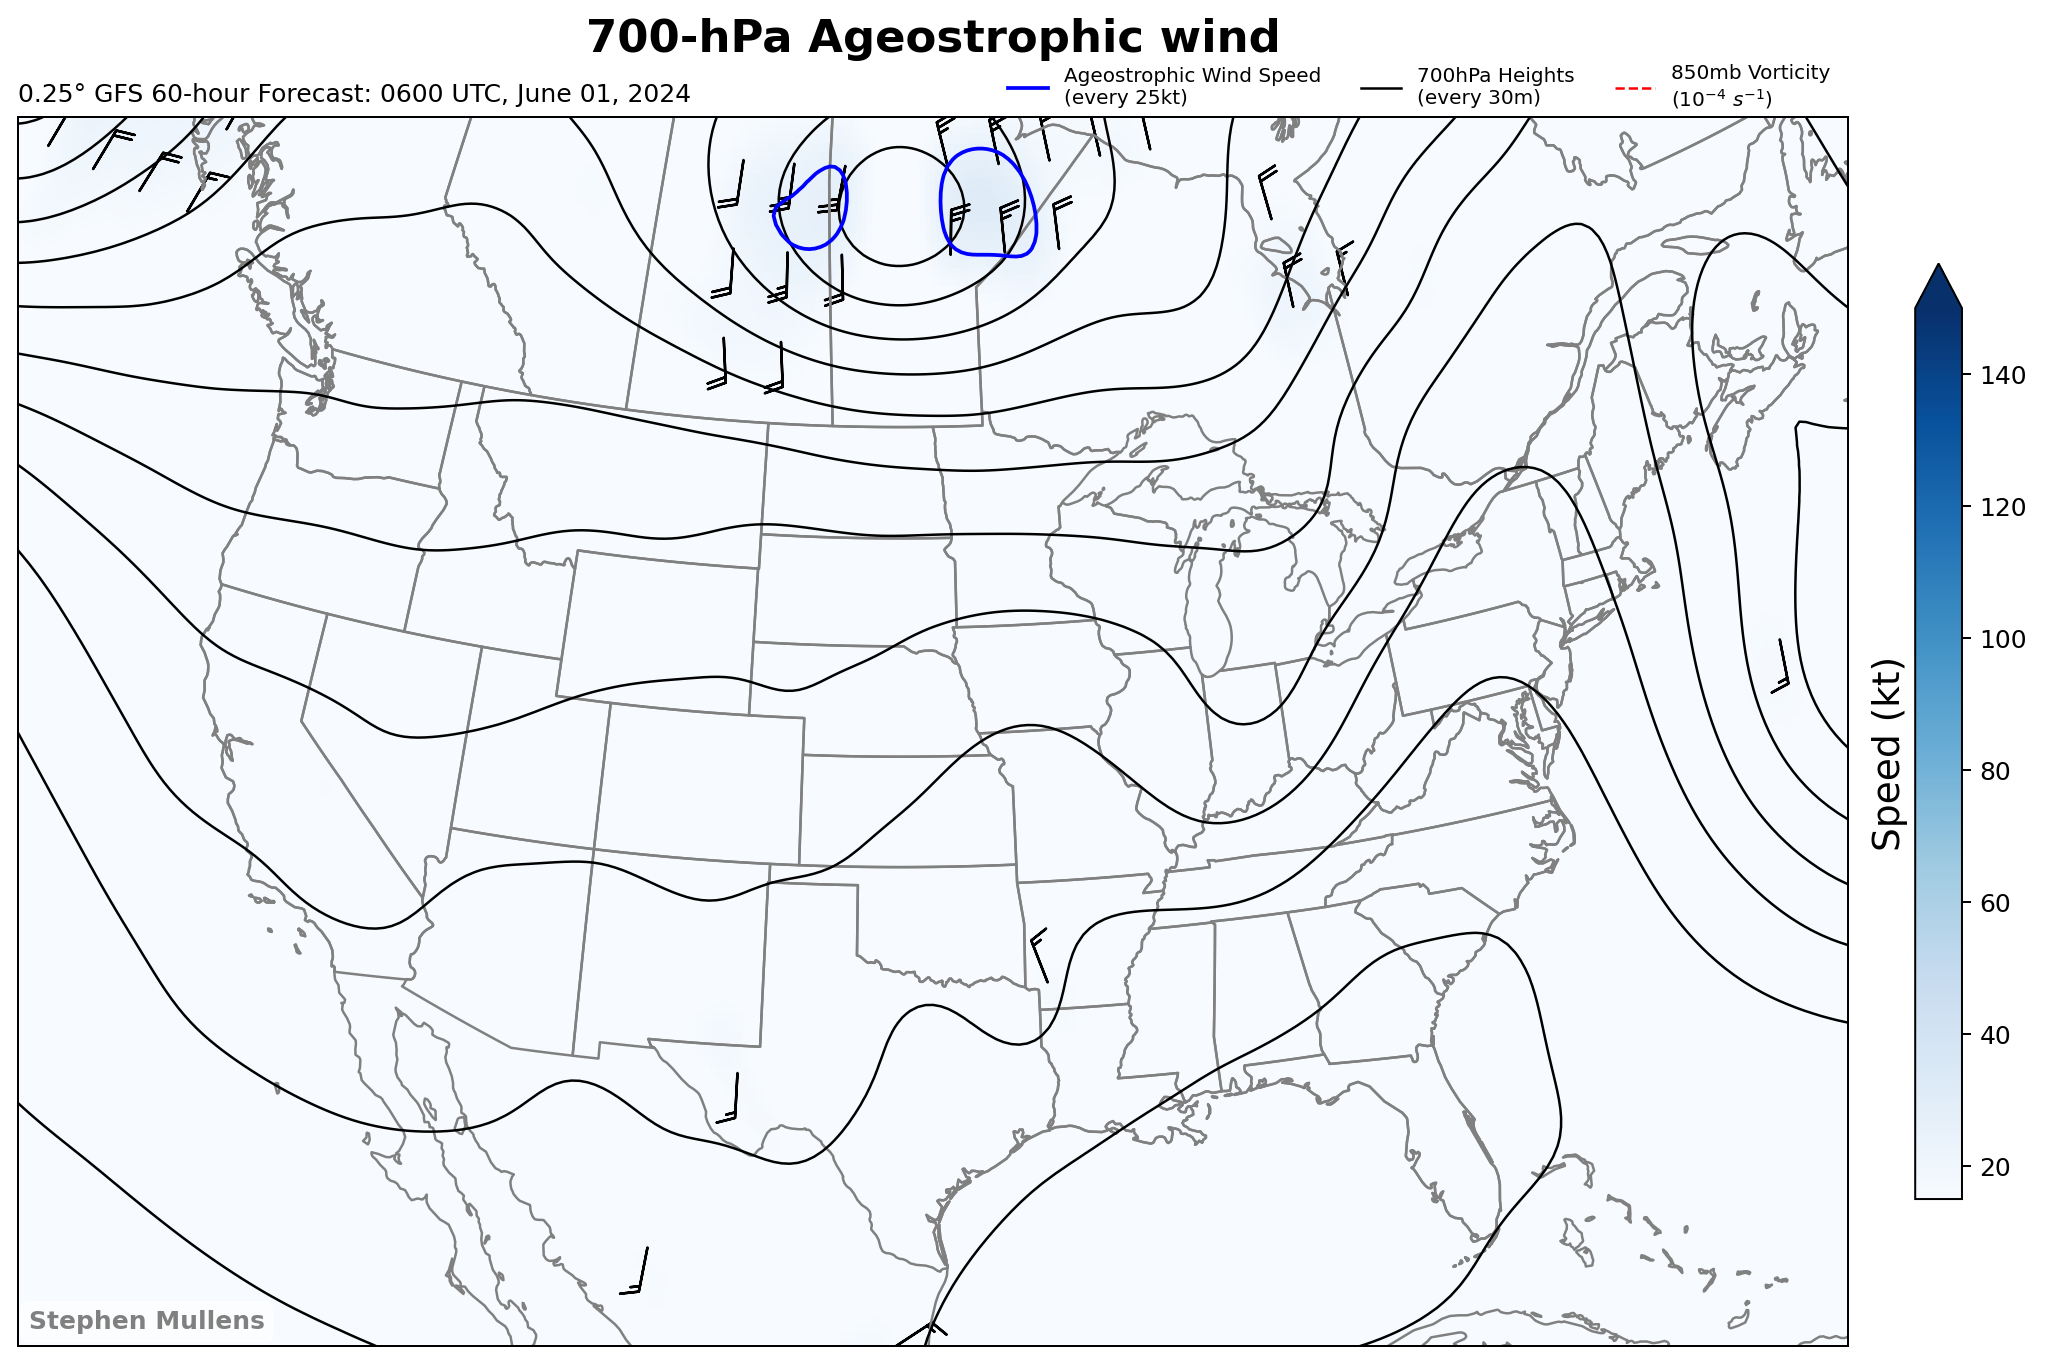 700-hPa Ageostrophic wind
0.25° GFS 60-hour Forecast: 0600 UTC, June 01, 2024
Ageostrophic Wind Speed
(every 25kt)
700hPa Heights
(every 30m)
850mb Vorticity
(10⁻⁴ s⁻¹)
140
120
100
80
60
40
20
Speed (kt)
Stephen Mullens